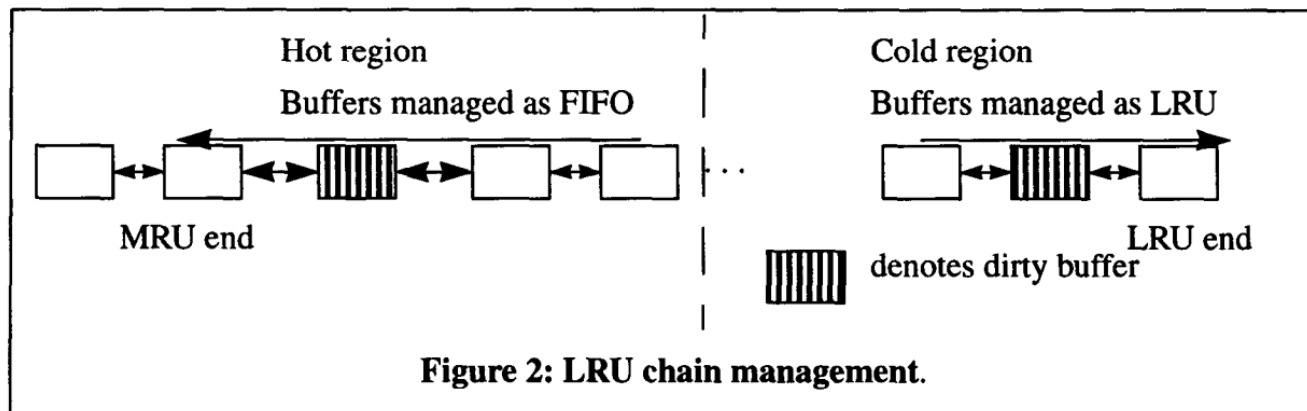 Hot region
Buffers managed as FIFO
Cold region
Buffers managed as LRU
. . .
MRU end
LRU end
denotes dirty buffer
Figure 2: LRU chain management.